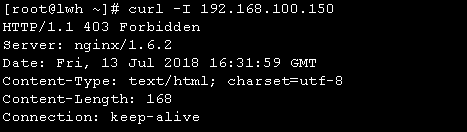 [root@lwh ~]# curl -I 192.168.100.150
HTTP/1.1 403 Forbidden
Server: nginx/1.6.2
Date: Fri, 13 Jul 2018 16:31:59 GMT
Content-Type: text/html; charset=utf-8
Content-Length: 168
Connection: keep-alive